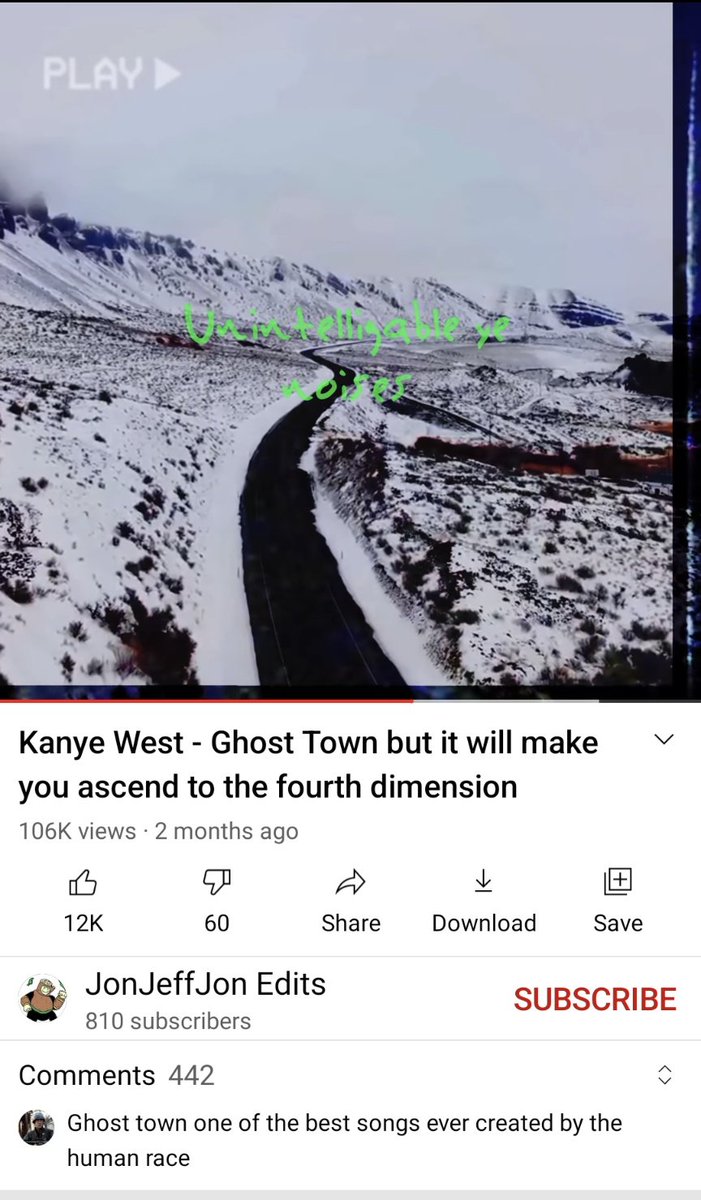 PLAY
Unintelligable ye
noises
Kanye West - Ghost Town but it will make
you ascend to the fourth dimension
106K views · 2 months ago
12K
60
Share
Download
Save
JonJeffJon Edits
810 subscribers
SUBSCRIBE
Comments 442
Ghost town one of the best songs ever created by the
human race